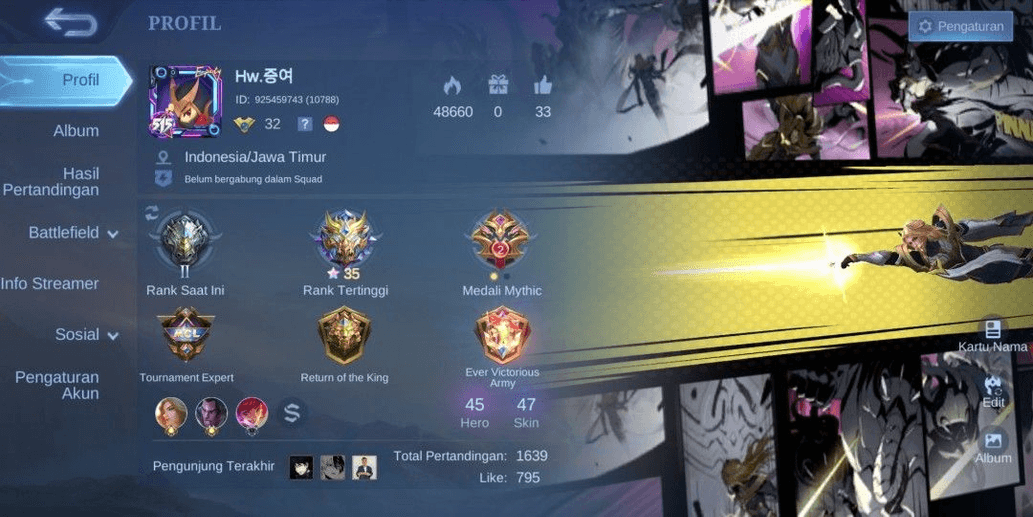 PROFIL
Pengaturan
Profil
Album
Hasil
Pertandingan
Battlefield
Info Streamer
Sosial
Pengaturan
Akun
515
Hw.증여
ID: 925459743 (10788)
32
?
48660
0
33
Indonesia/Jawa Timur
Belum bergabung dalam Squad
II
Rank Saat Ini
35
Rank Tertinggi
2
Medali Mythic
MCL
Tournament Expert
Return of the King
Ever Victorious
Army
45
Hero
47
Skin
Pengunjung Terakhir
Total Pertandingan: 1639
Like: 795
Kartu Nama
Edit
Album